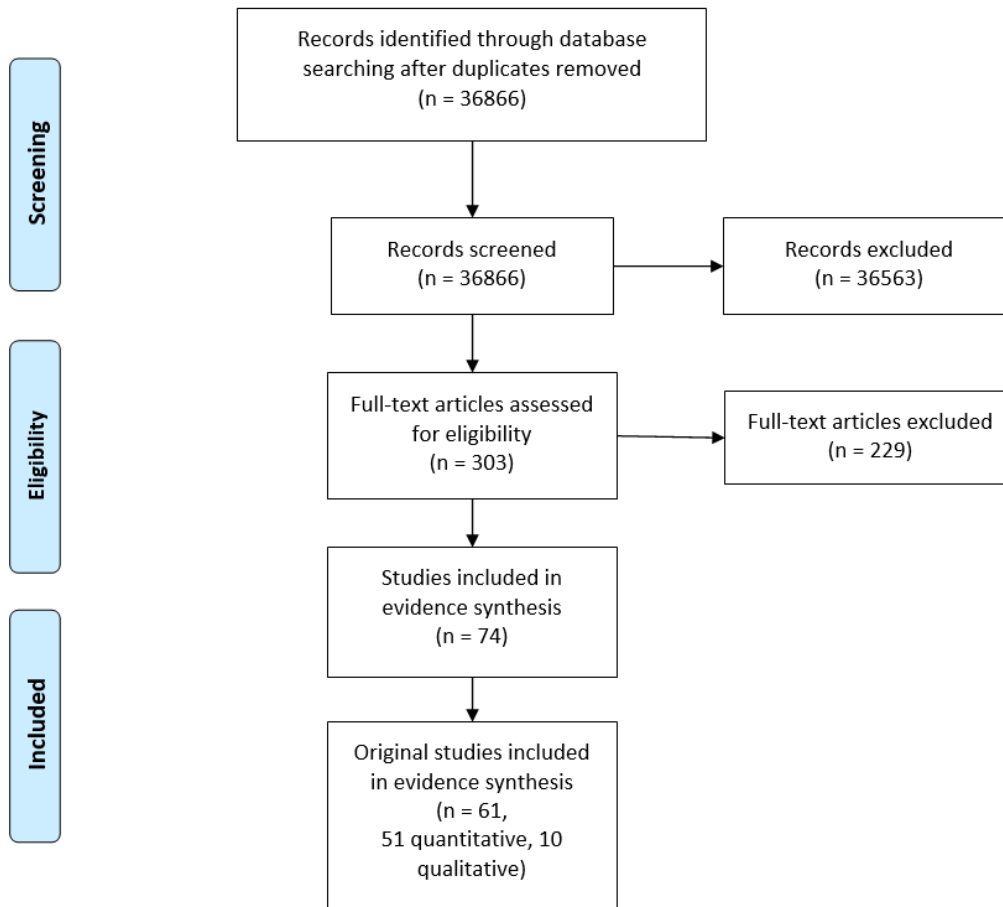 Records identified through database
searching after duplicates removed
(n = 36866)
Screening
Records screened
(n = 36866)
Records excluded
(n = 36563)
Eligibility
Full-text articles assessed
for eligibility
(n = 303)
Full-text articles excluded
(n = 229)
Studies included in
evidence synthesis
(n = 74)
Included
Original studies included
in evidence synthesis
(n = 61,
51 quantitative, 10
qualitative)